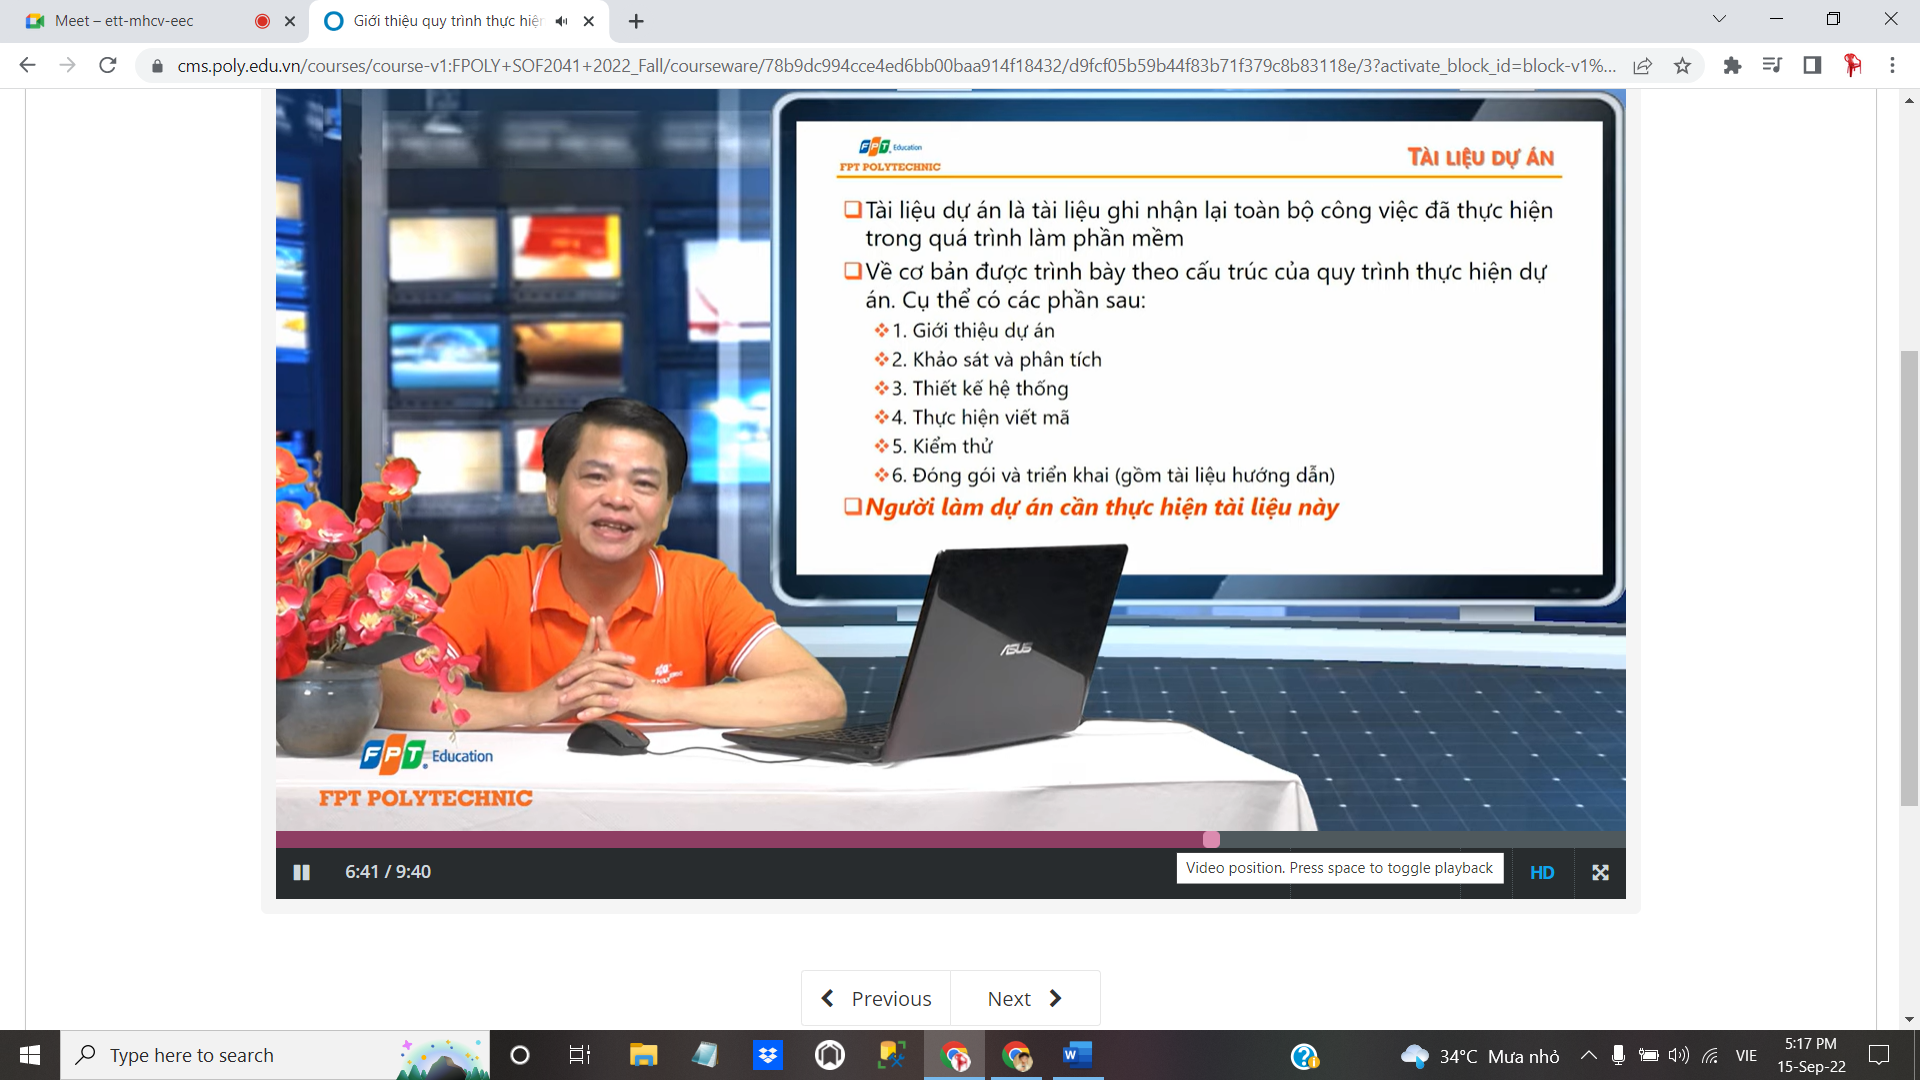 Meet – ett-mhcv-eec
Giới thiệu quy trình thực hiện
cms.poly.edu.vn/courses/course-v1:FPOLY+SOF2041+2022_Fall/courseware/78b9dc994cce4ed6bb00baa914f18432/d9fcf05b59b44f83b71f379c8b83118e/3?activate_block_id=block-v1%...
FPT Education
FPT POLYTECHNIC
TÀI LIỆU DỰ ÁN
Tài liệu dự án là tài liệu ghi nhận lại toàn bộ công việc đã thực hiện
trong quá trình làm phần mềm
Về cơ bản được trình bày theo cấu trúc của quy trình thực hiện dự
án. Cụ thể có các phần sau:
1. Giới thiệu dự án
2. Khảo sát và phân tích
3. Thiết kế hệ thống
4. Thực hiện viết mã
5. Kiểm thử
6. Đóng gói và triển khai (gồm tài liệu hướng dẫn)
Người làm dự án cần thực hiện tài liệu này
ASUS
FPT Education
FPT POLYTECHNIC
6:41 / 9:40
Video position. Press space to toggle playback
HD
Previous
Next
Type here to search
34°C Mưa nhỏ
VIE
5:17 PM
15-Sep-22